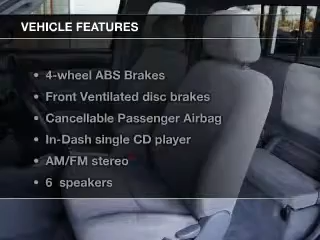 VEHICLE FEATURES
• 4-wheel ABS Brakes
• Front Ventilated disc brakes
• Cancellable Passenger Airbag
• In-Dash single CD player
• AM/FM stereo
• 6 speakers